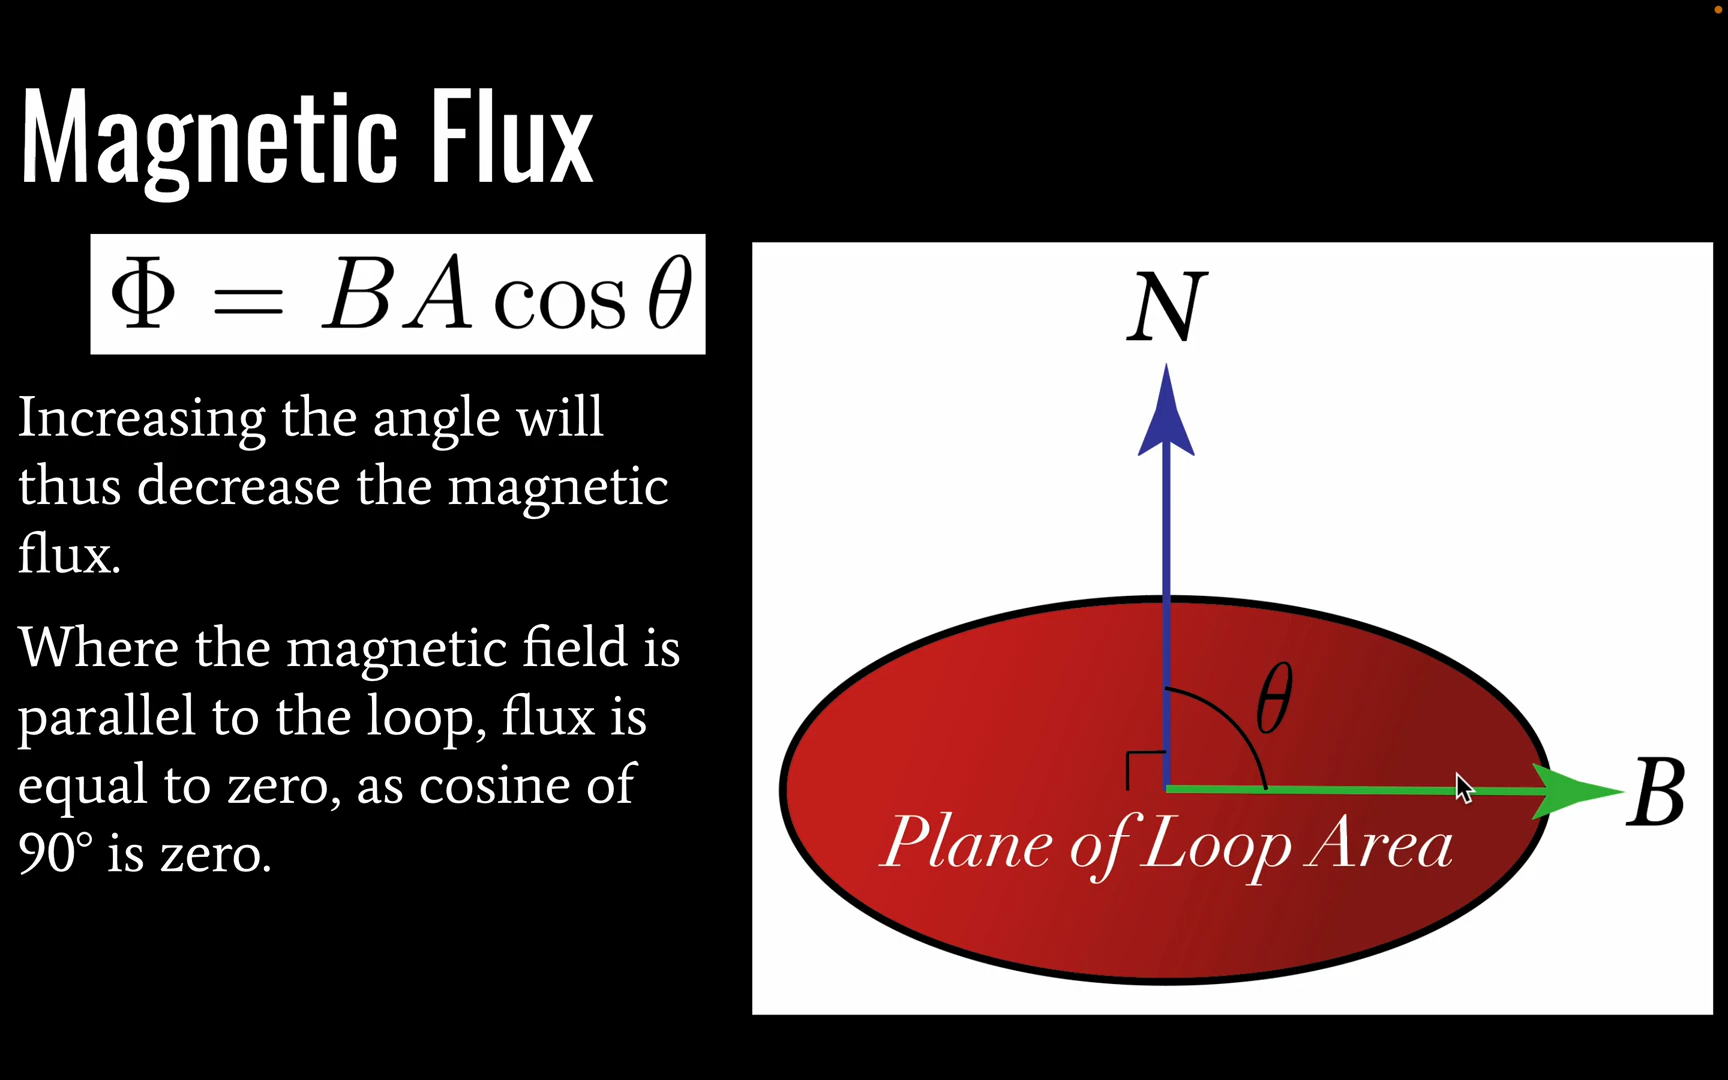 Magnetic Flux
Φ = BA cos θ
Increasing the angle will
thus decrease the magnetic
flux.
Where the magnetic field is
parallel to the loop, flux is
equal to zero, as cosine of
90° is zero.
N
θ
B
Plane of Loop Area